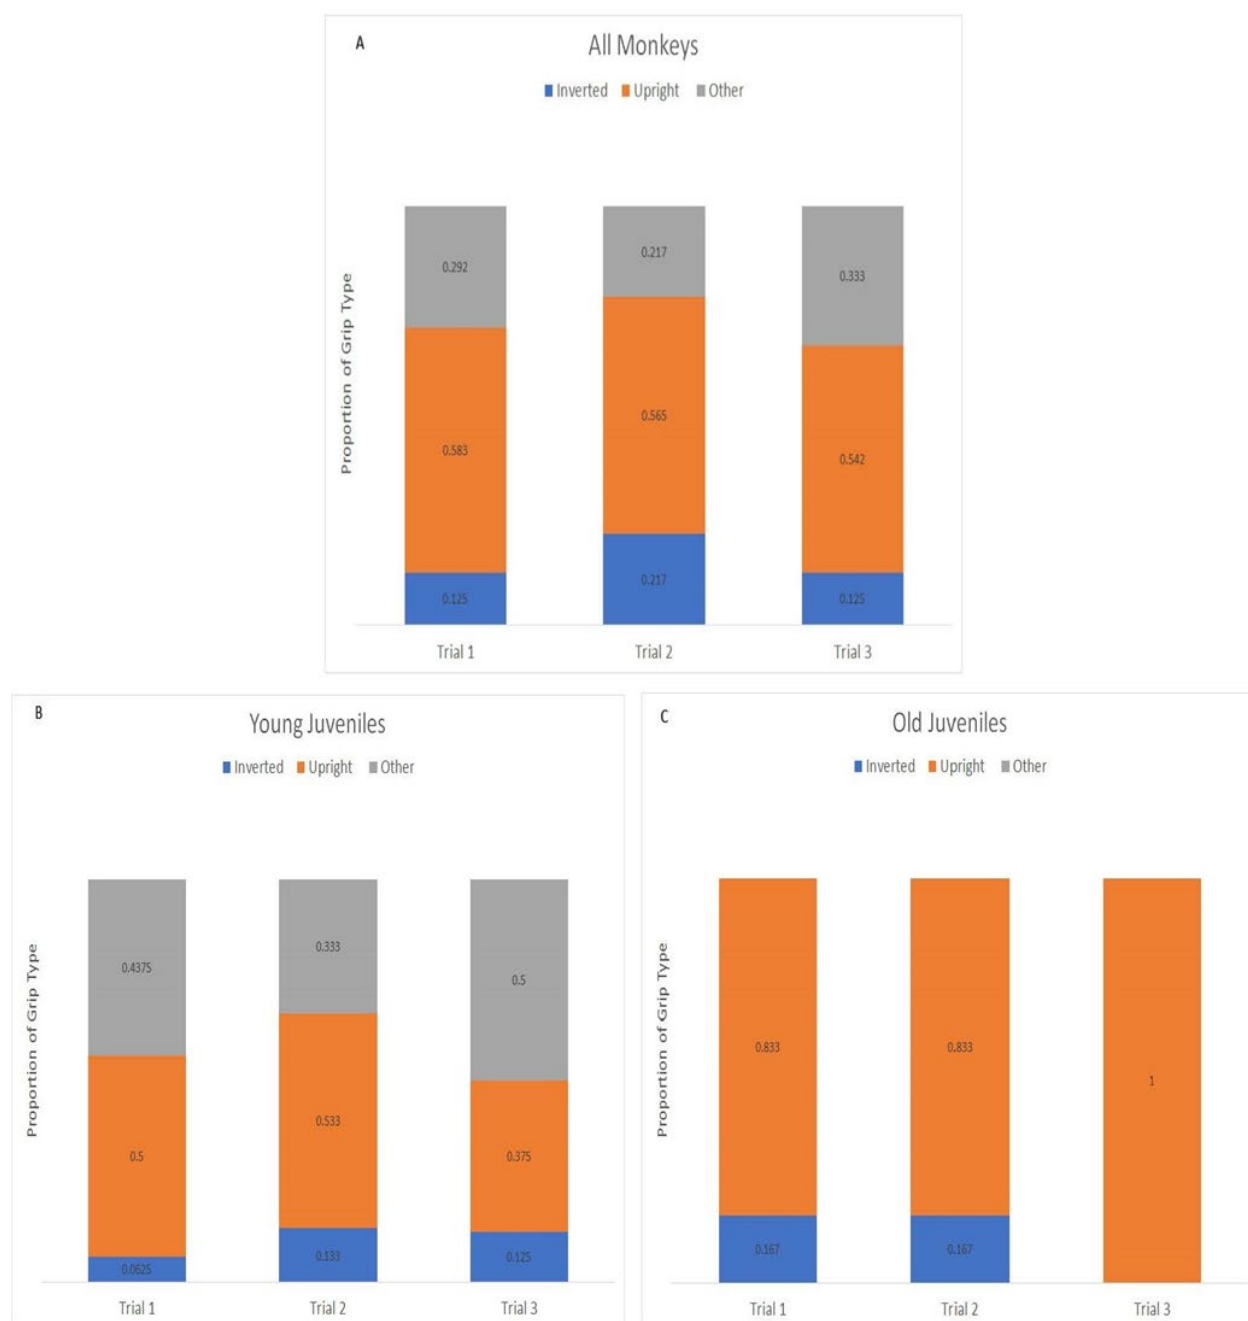 A
All Monkeys
Inverted Upright Other
Proportion of Grip Type
0.292
0.583
0.125
0.217
0.565
0.217
0.333
0.542
0.125
Trial 1 Trial 2 Trial 3
B
Young Juveniles
Inverted Upright Other
Proportion of Grip Type
0.4375
0.5
0.0625
0.333
0.533
0.133
0.5
0.375
0.125
Trial 1 Trial 2 Trial 3
C
Old Juveniles
Inverted Upright Other
Proportion of Grip Type
0.833
0.167
0.833
0.167
1
Trial 1 Trial 2 Trial 3